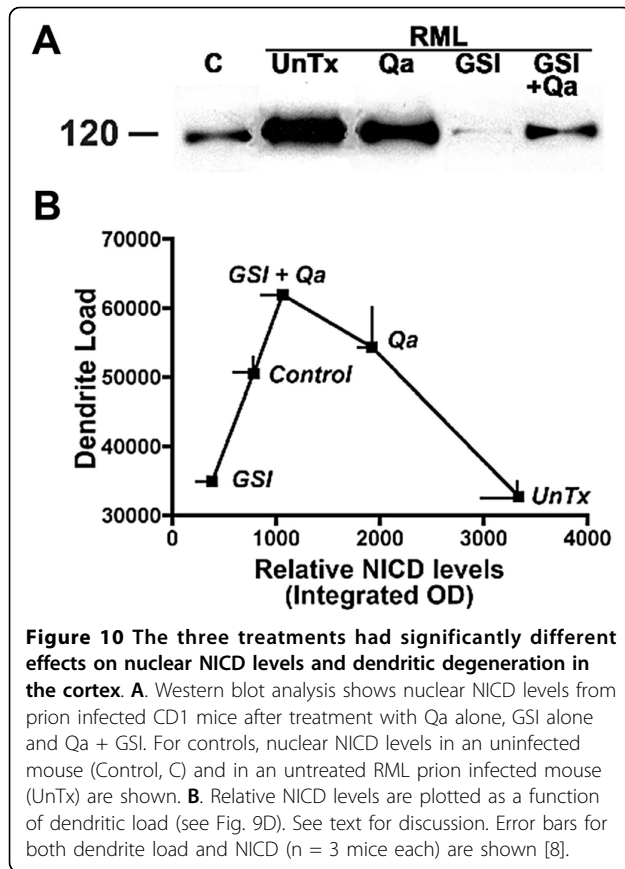 A
RML
C UnTx Qa GSI GSI
+Qa
120 —
B
70000
60000
50000
40000
30000
Dendrite Load
GSI + Qa
Qa
Control
GSI
UnTx
0 1000 2000 3000 4000
Relative NICD levels
(Integrated OD)
Figure 10 The three treatments had significantly different
effects on nuclear NICD levels and dendritic degeneration in
the cortex. A. Western blot analysis shows nuclear NICD levels from
prion infected CD1 mice after treatment with Qa alone, GSI alone
and Qa + GSI. For controls, nuclear NICD levels in an uninfected
mouse (Control, C) and in an untreated RML prion infected mouse
(UnTx) are shown. B. Relative NICD levels are plotted as a function
of dendritic load (see Fig. 9D). See text for discussion. Error bars for
both dendrite load and NICD (n = 3 mice each) are shown [8].